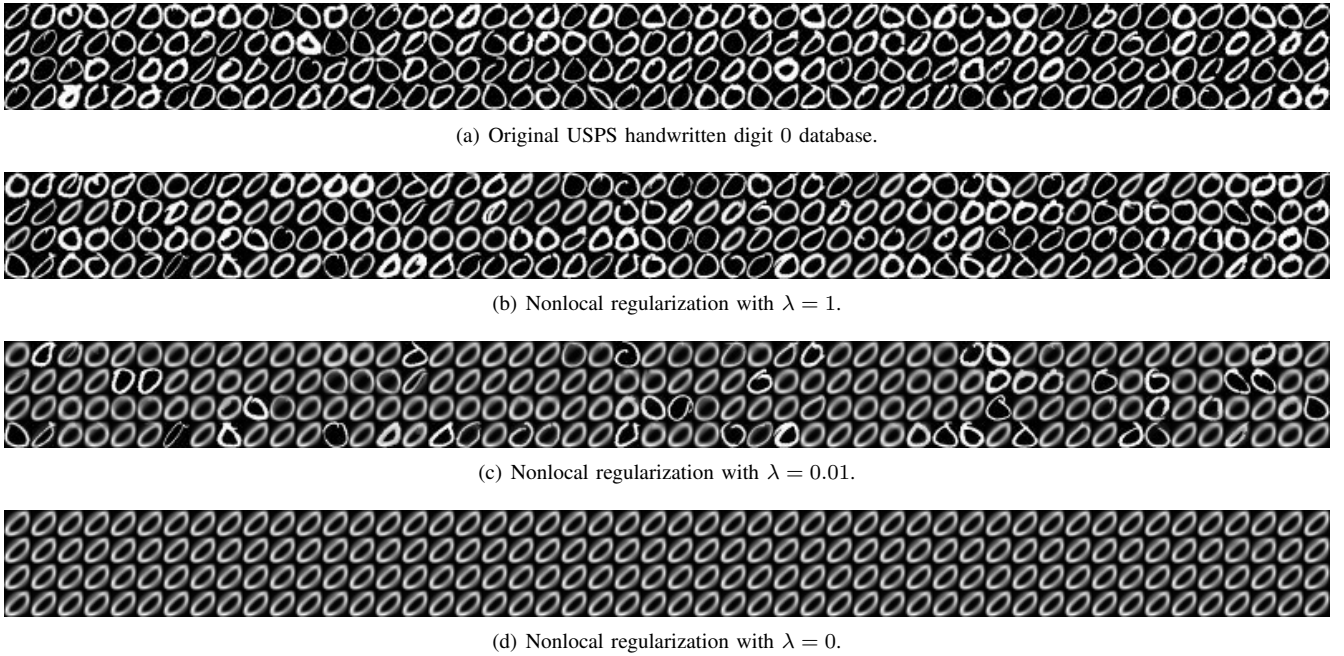 (a) Original USPS handwritten digit 0 database.
(b) Nonlocal regularization with λ = 1.
(c) Nonlocal regularization with λ = 0.01.
(d) Nonlocal regularization with λ = 0.